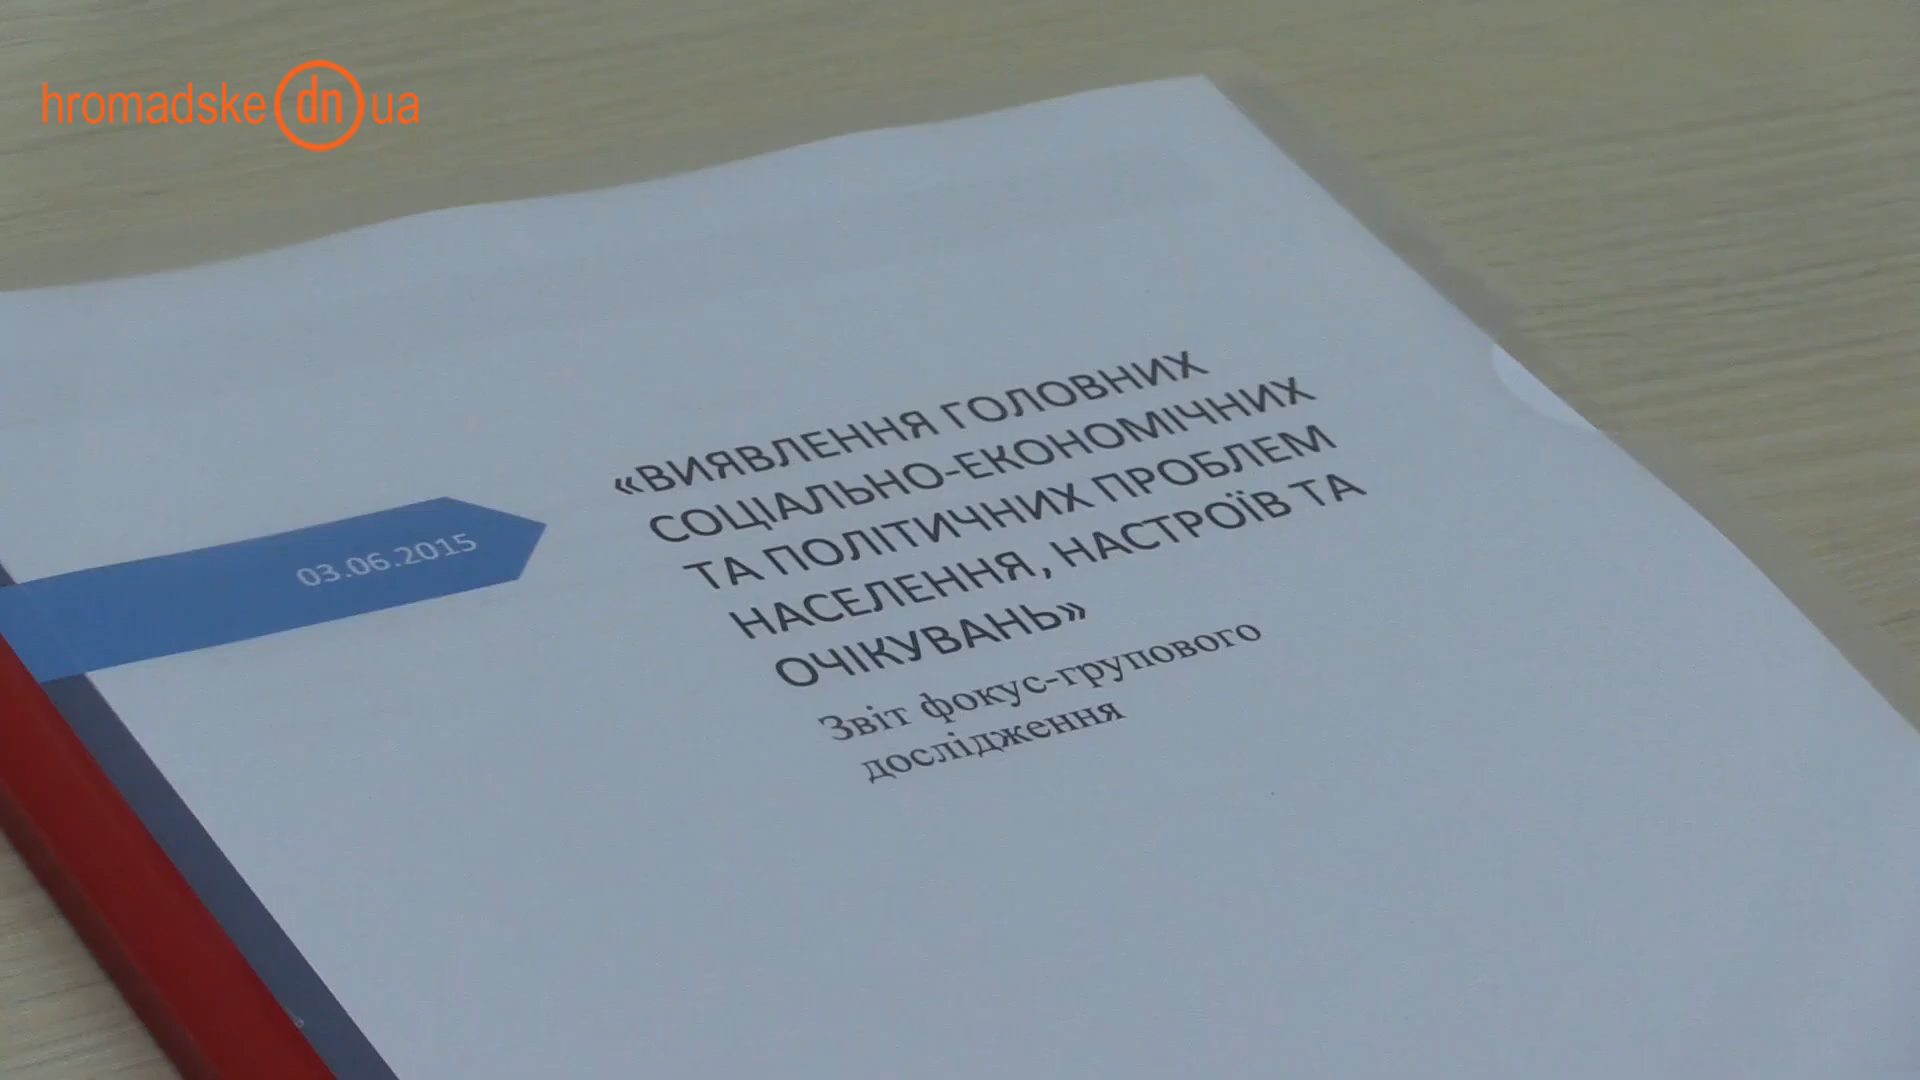 hromadske dn ua
«ВИЯВЛЕННЯ ГОЛОВНИХ
СОЦІАЛЬНО-ЕКОНОМІЧНИХ
ТА ПОЛІТИЧНИХ ПРОБЛЕМ
НАСЕЛЕННЯ, НАСТРОЇВ ТА
ОЧІКУВАНЬ»
03.06.2015
Звіт фокус-групового
дослідження